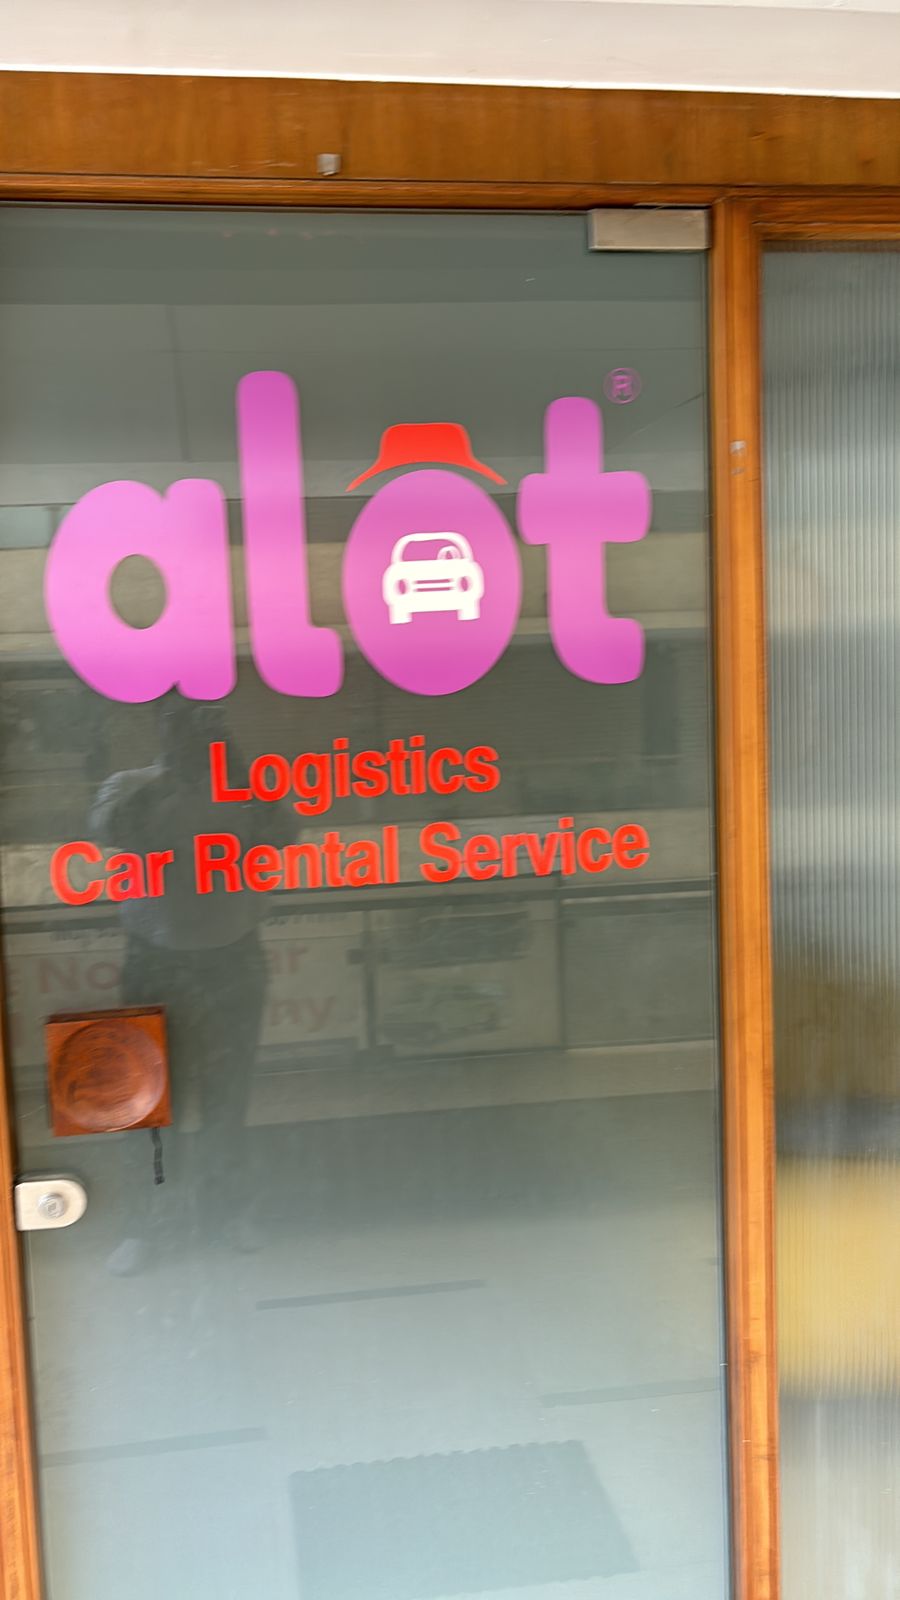 alot®
Logistics
Car Rental Service